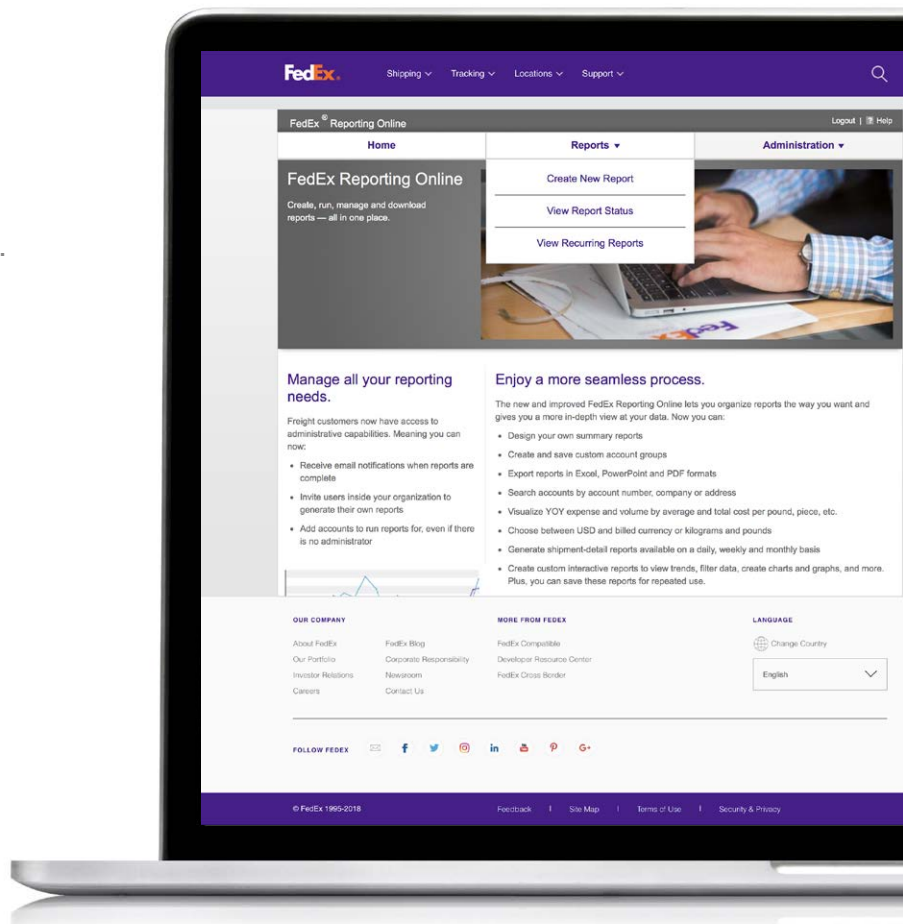 FedEx®
Shipping Tracking Locations Support
FedEx® Reporting Online
Logout | Help
Home Reports Administration
Create New Report
View Report Status
View Recurring Reports
FedEx Reporting Online
Create, run, manage and download
reports — all in one place.
FedEx
Manage all your reporting
needs.
Freight customers now have access to
administrative capabilities. Meaning you can
now:
• Receive email notifications when reports are
complete
• Invite users inside your organization to
generate their own reports
• Add accounts to run reports for, even if there
is no administrator
Enjoy a more seamless process.
The new and improved FedEx Reporting Online lets you organize reports the way you want and
gives you a more in-depth view at your data. Now you can:
• Design your own summary reports
• Create and save custom account groups
• Export reports in Excel, PowerPoint and PDF formats
• Search accounts by account number, company or address
• Visualize YOY expense and volume by average and total cost per pound, piece, etc.
• Choose between USD and billed currency or kilograms and pounds
• Generate shipment-detail reports available on a daily, weekly and monthly basis
• Create custom interactive reports to view trends, filter data, create charts and graphs, and more.
Plus, you can save these reports for repeated use.
OUR COMPANY
About FedEx
Our Portfolio
Investor Relations
Careers
FedEx Blog
Corporate Responsibility
Newsroom
Contact Us
MORE FROM FEDEX
FedEx Compatible
Developer Resource Center
FedEx Cross Border
LANGUAGE
Change Country
English
FOLLOW FEDEX
© FedEx 1995-2018
Feedback | Site Map | Terms of Use | Security & Privacy